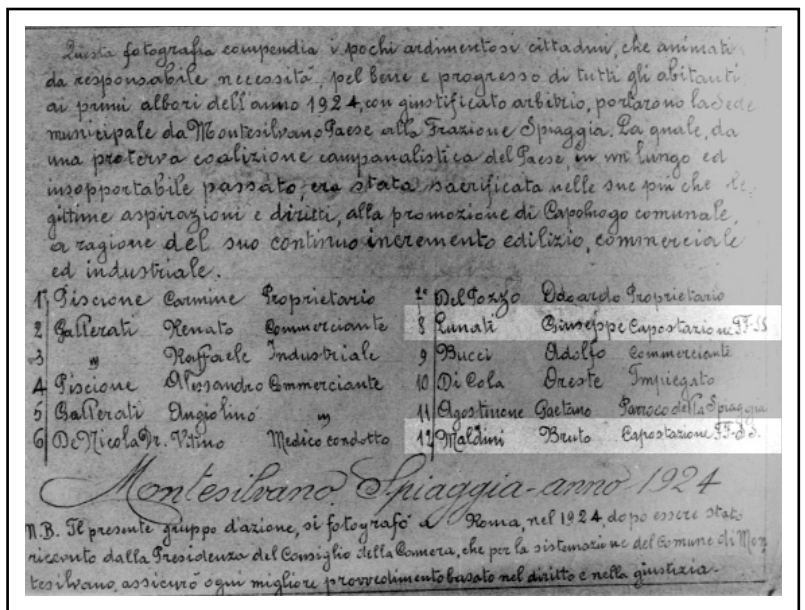 Questa fotografia compendia i pochi ardimentosi cittadini, che animati
da responsabile necessità, pel bene e progresso di tutti gli abitanti,
ai primi albori dell'anno 1924, con giustificato arbitrio, portarono la Sede
municipale da Montesilvano Paese alla Frazione Spiaggia. La quale, da
una proterva coalizione campanalistica del Paese, in un lungo ed
insopportabile passato, era stata sacrificata nelle sue più che le-
gittime aspirazioni e diritti, alla promozione di Capoluogo comunale,
a ragione del suo continuo incremento edilizio, commerciale
ed industriale.
1° Piscione Carmine Proprietario
2 Gallerati Renato Commerciante
3 " Raffaele Industriale
4 Piscione Alessandro Commerciante
5 Gallerati Angiolino "
6 De Nicola Dr. Vitino Medico condotto
7° Del Pozzo Edoardo Proprietario
8 Lunati Giuseppe Capostazione FF-SS
9 Bucci Adolfo Commerciante
10 Di Cola Oreste Impiegato
11 Agostinone Gaetano Parroco della Spiaggia
12 Maldini Bruto Capostazione FF-SS.
Montesilvano Spiaggia - anno - 1924
N.B. Il presente gruppo d'azione, si fotografò a Roma, nel 1924, dopo essere stato
ricevuto dalla Presidenza del Consiglio della Camera, che per la sistemazione del Comune di Mon
tesilvano, assicurò ogni migliore provvedimento basato nel diritto e nella giustizia.